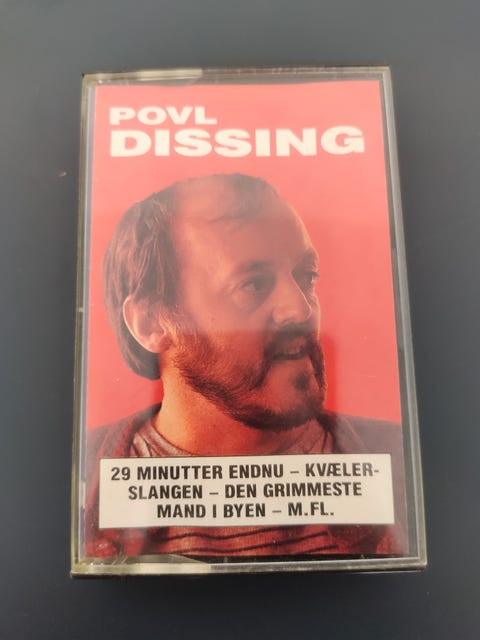 POVL
DISSING
29 MINUTTER ENDNU – KVÆLER-
SLANGEN – DEN GRIMMESTE
MAND I BYEN – M.FL.